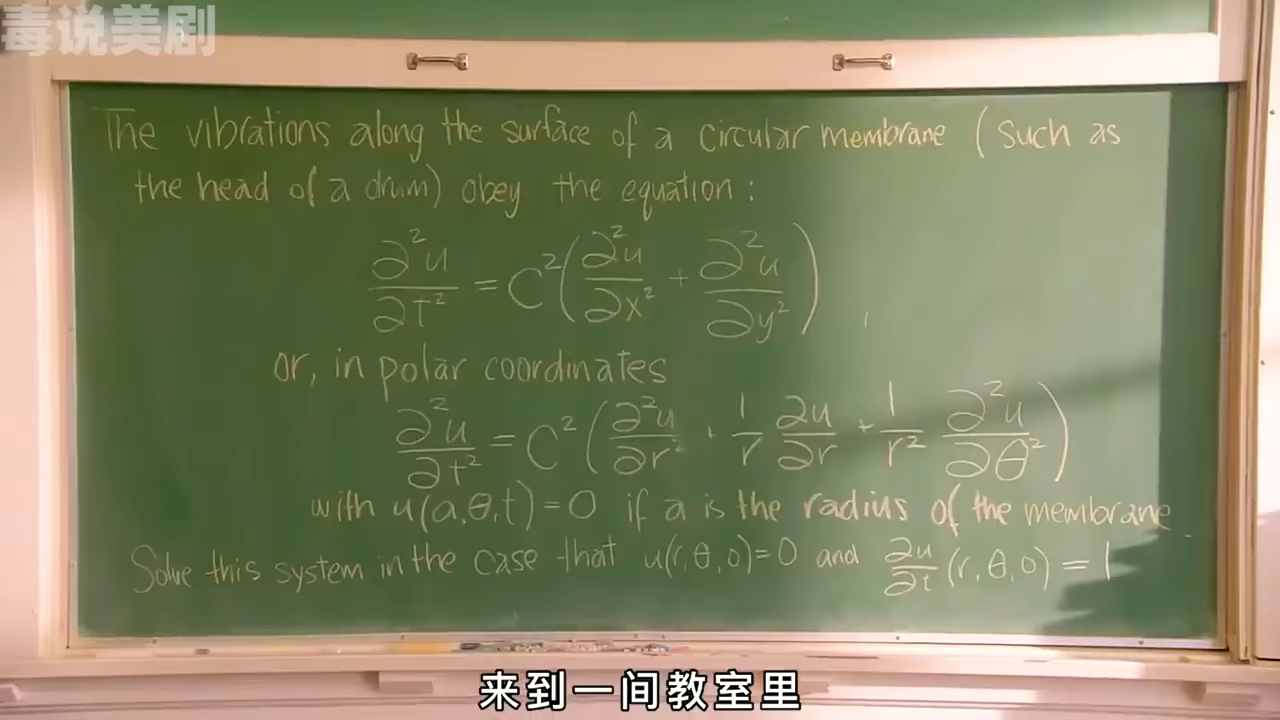 毒说美剧
The vibrations along the surface of a circular membrane (such as
the head of a drum) obey the equation:
∂²u/∂t² = C²(∂²u/∂x² + ∂²u/∂y²),
or, in polar coordinates
∂²u/∂t² = C²(∂²u/∂r² + 1/r ∂u/∂r + 1/r² ∂²u/∂θ²)
with u(a,θ,t)=0 if a is the radius of the membrane
Solve this system in the case that u(r,θ,0)=0 and ∂u/∂t (r,θ,0)=1
来到一间教室里